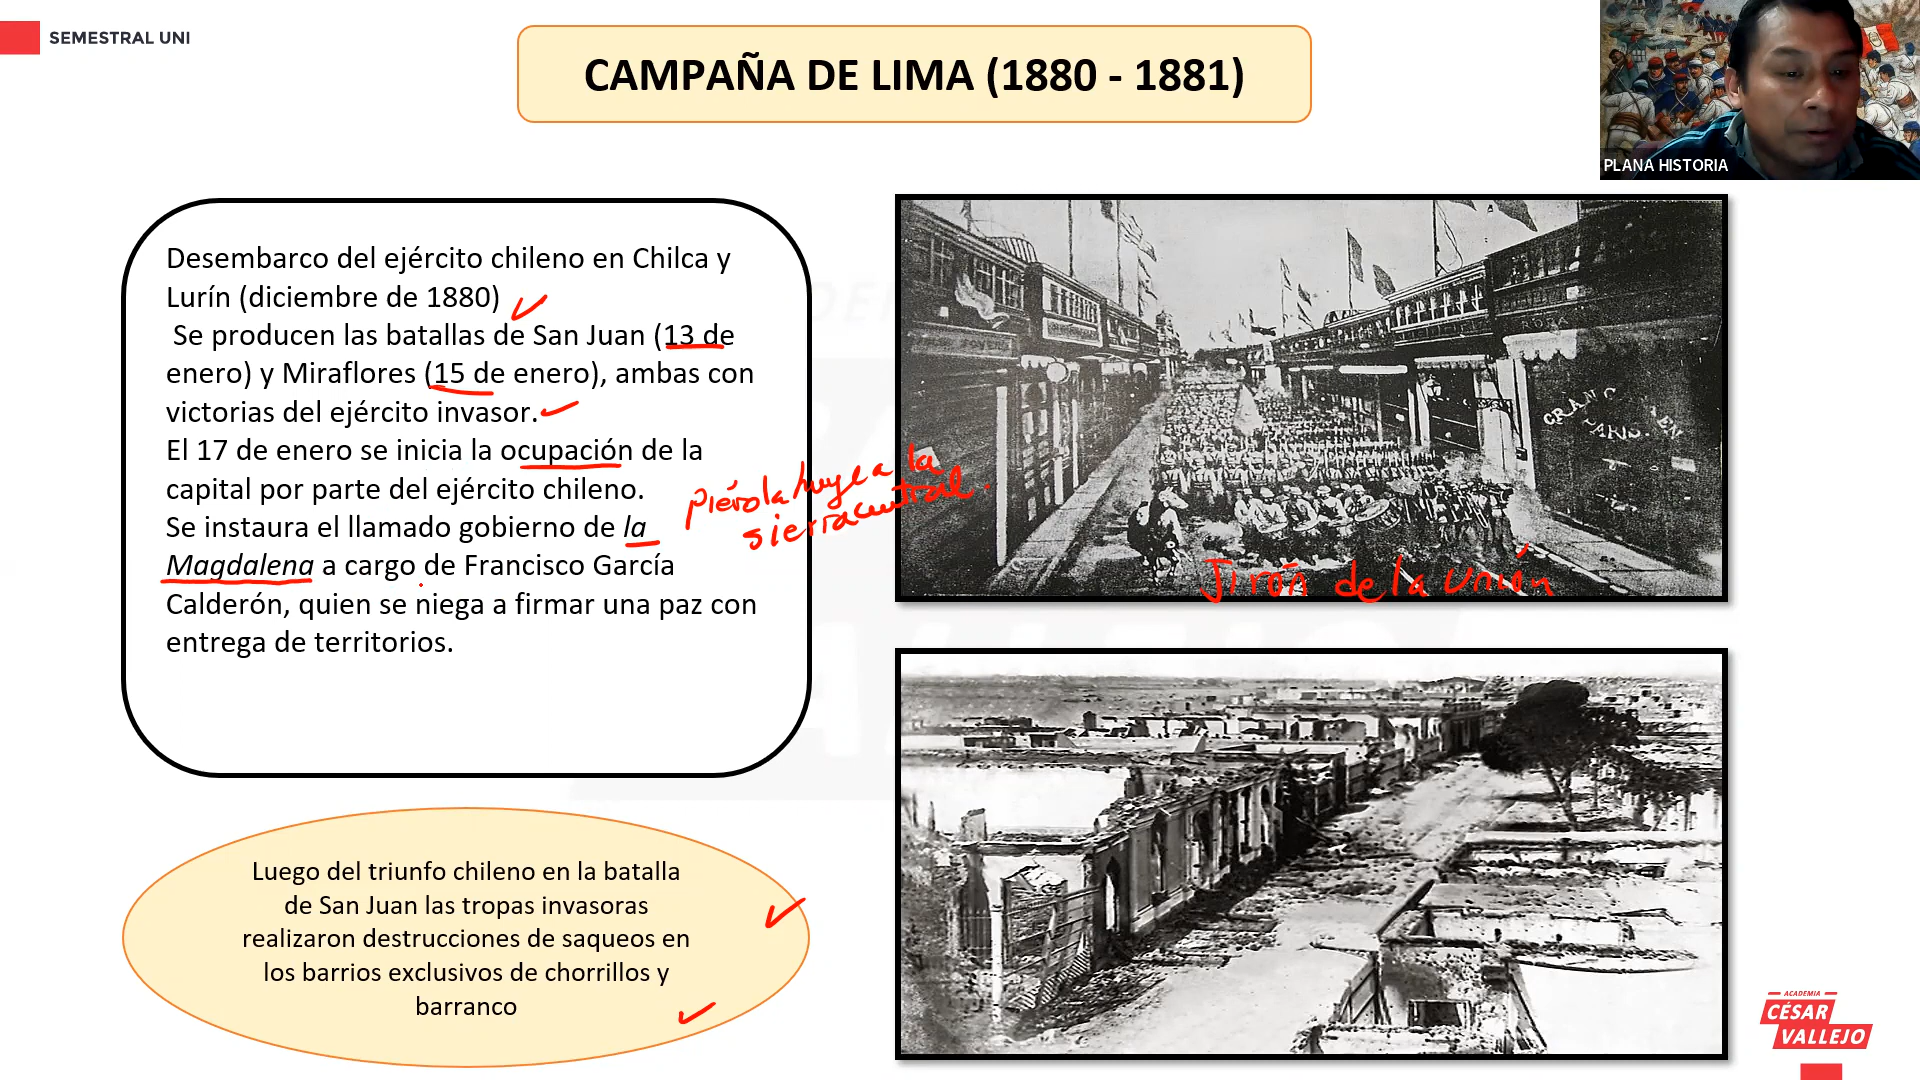 SEMESTRAL UNI
CAMPAÑA DE LIMA (1880 - 1881)
PLANA HISTORIA
Desembarco del ejército chileno en Chilca y
Lurín (diciembre de 1880)
Se producen las batallas de San Juan (13 de
enero) y Miraflores (15 de enero), ambas con
victorias del ejército invasor.
El 17 de enero se inicia la ocupación de la
capital por parte del ejército chileno.
Se instaura el llamado gobierno de la
Magdalena a cargo de Francisco García
Calderón, quien se niega a firmar una paz con
entrega de territorios.
piérola huye a la
sierra central.
GRAN
EN
PARIS.
Jirón de la Unión
Luego del triunfo chileno en la batalla
de San Juan las tropas invasoras
realizaron destrucciones de saqueos en
los barrios exclusivos de chorrillos y
barranco
ACADEMIA
CÉSAR
VALLEJO